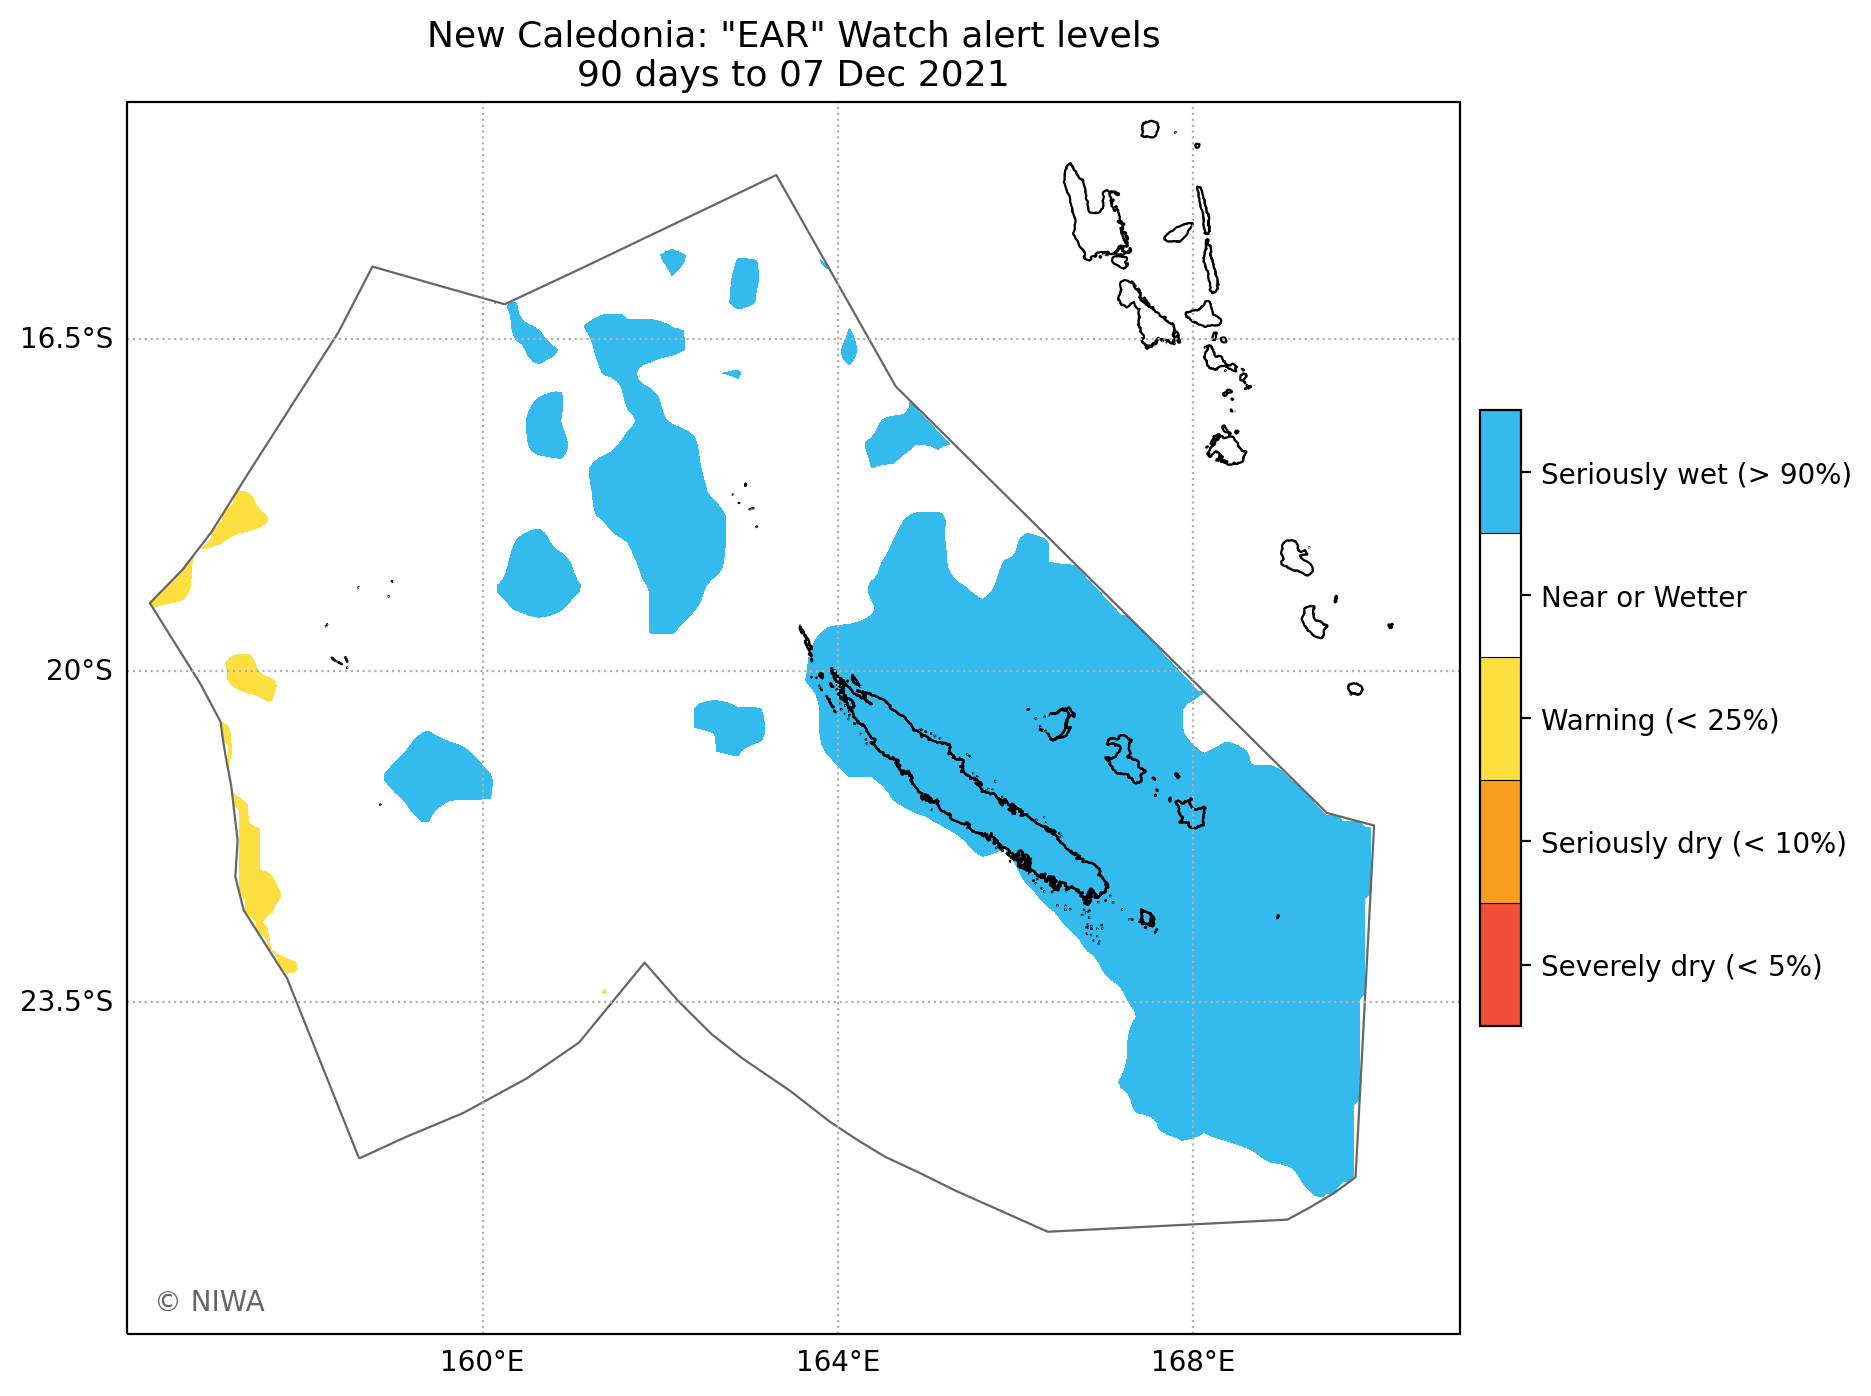 New Caledonia: "EAR" Watch alert levels
90 days to 07 Dec 2021
16.5°S
20°S
23.5°S
160°E
164°E
168°E
Seriously wet (> 90%)
Near or Wetter
Warning (< 25%)
Seriously dry (< 10%)
Severely dry (< 5%)
© NIWA